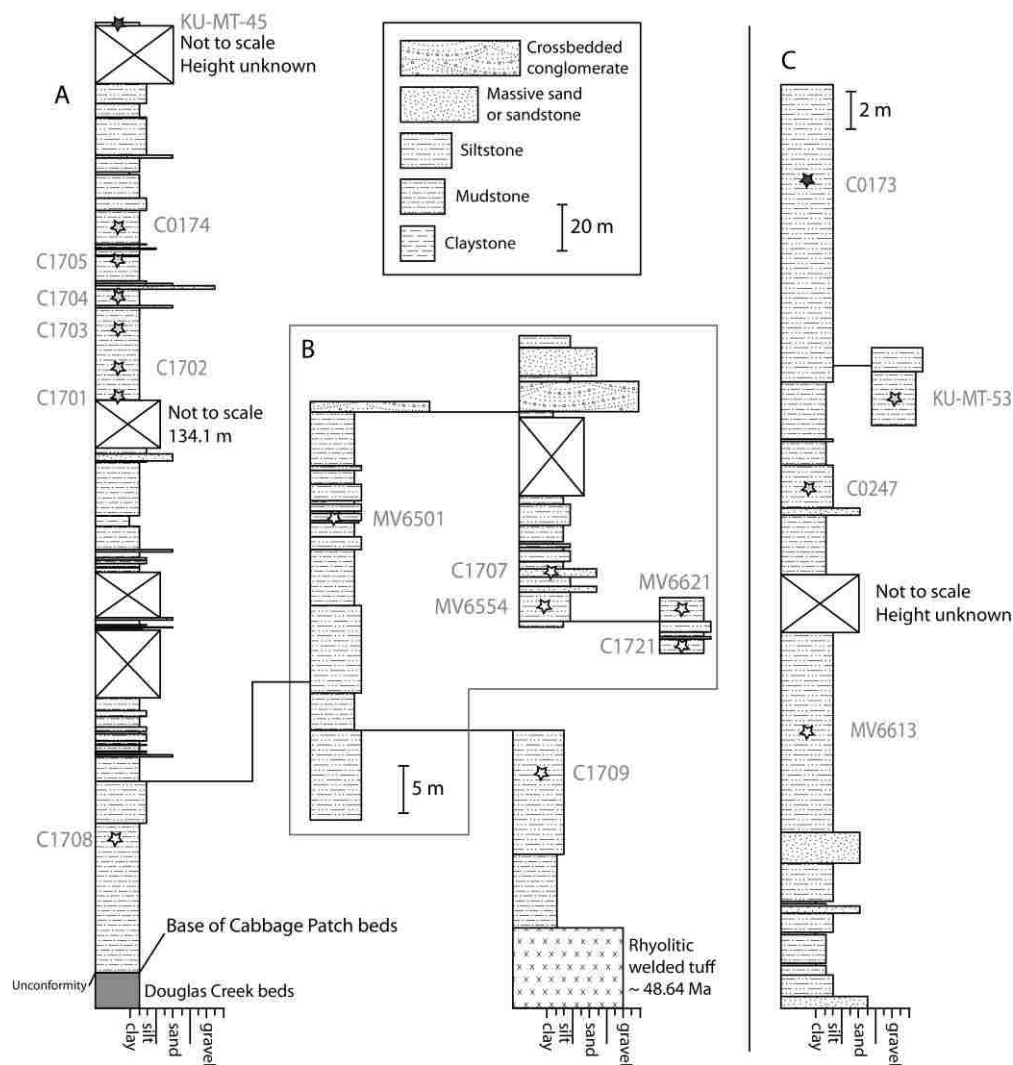 KU-MT-45
Not to scale
Height unknown
A
C0174
C1705
C1704
C1703
C1702
C1701
Not to scale
134.1 m
C1708
Base of Cabbage Patch beds
Unconformity
Douglas Creek beds
clay
silt
sand
gravel
Crossbedded
conglomerate
Massive sand
or sandstone
Siltstone
Mudstone
Claystone
20 m
B
MV6501
C1707
MV6554
MV6621
C1721
5 m
C1709
Rhyolitic
welded tuff
~ 48.64 Ma
clay
silt
sand
gravel
C
2 m
C0173
KU-MT-53
C0247
Not to scale
Height unknown
MV6613
clay
silt
sand
gravel